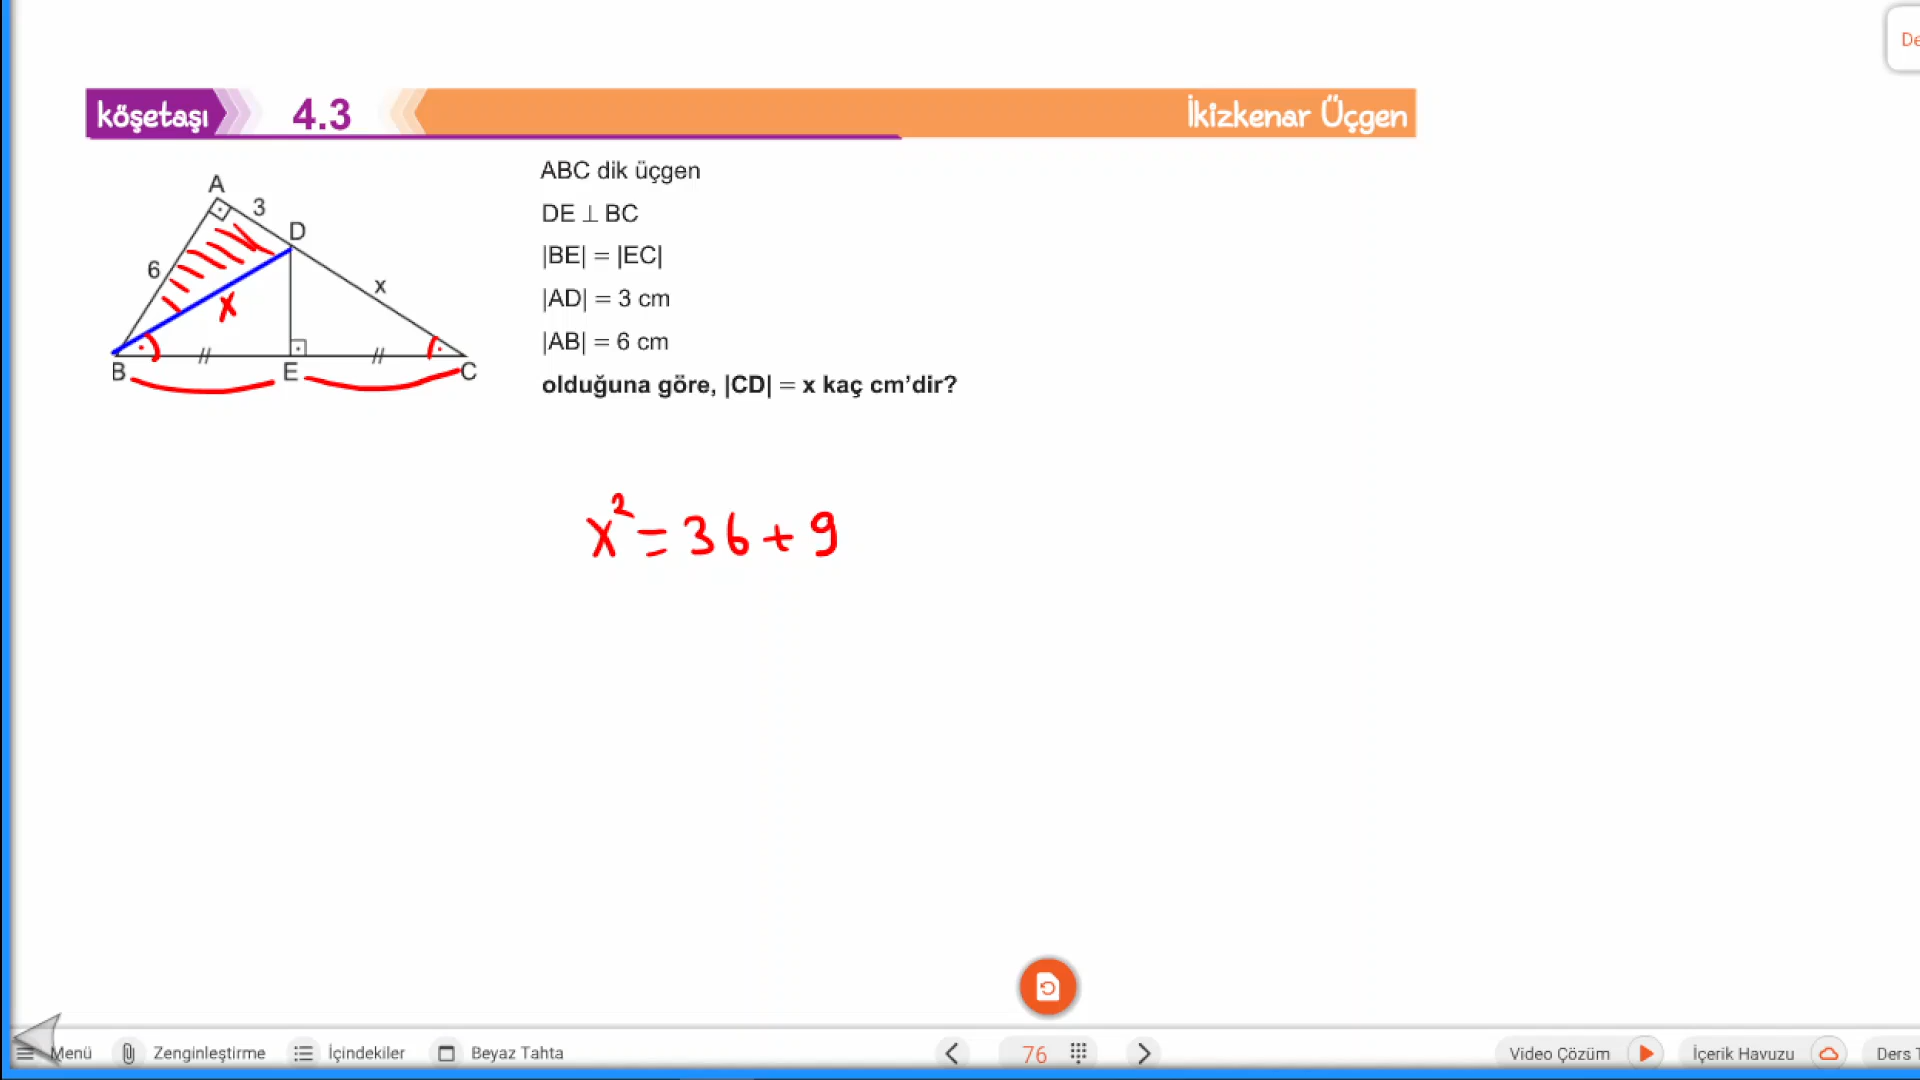 De
köşetaşı 4.3 İkizkenar Üçgen
A
3
D
6
x
x
B
E
C
ABC dik üçgen
DE ⊥ BC
|BE| = |EC|
|AD| = 3 cm
|AB| = 6 cm
olduğuna göre, |CD| = x kaç cm’dir?
x² = 36 + 9
Menü Zenginleştirme İçindekiler Beyaz Tahta 76 Video Çözüm İçerik Havuzu Ders T